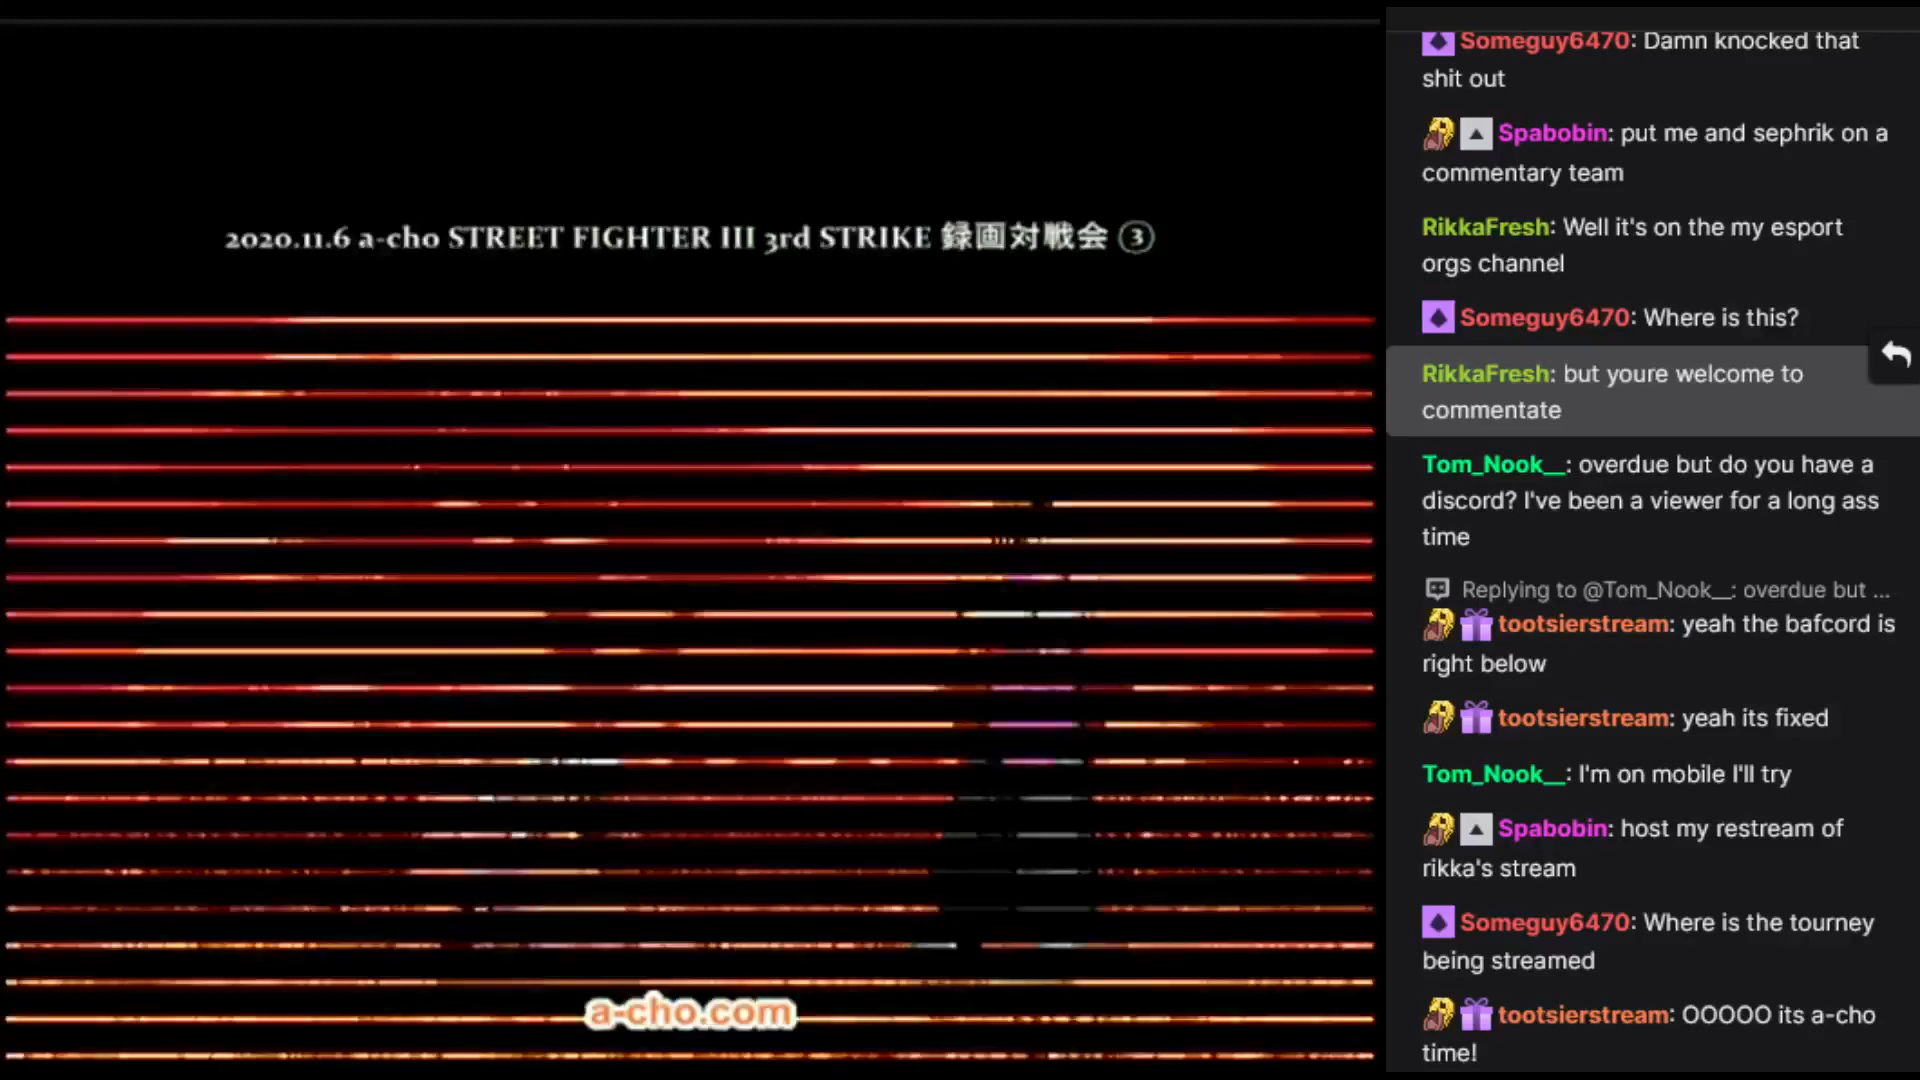 2020.11.6 a-cho STREET FIGHTER III 3rd STRIKE 録画対戦会 ③
a-cho.com
Someguy6470: Damn knocked that
shit out
Spabobin: put me and sephrik on a
commentary team
RikkaFresh: Well it's on the my esport
orgs channel
Someguy6470: Where is this?
RikkaFresh: but youre welcome to
commentate
Tom_Nook__: overdue but do you have a
discord? I've been a viewer for a long ass
time
Replying to @Tom_Nook__: overdue but ...
tootsierstream: yeah the bafcord is
right below
tootsierstream: yeah its fixed
Tom_Nook__: I'm on mobile I'll try
Spabobin: host my restream of
rikka's stream
Someguy6470: Where is the tourney
being streamed
tootsierstream: OOOOO its a-cho
time!